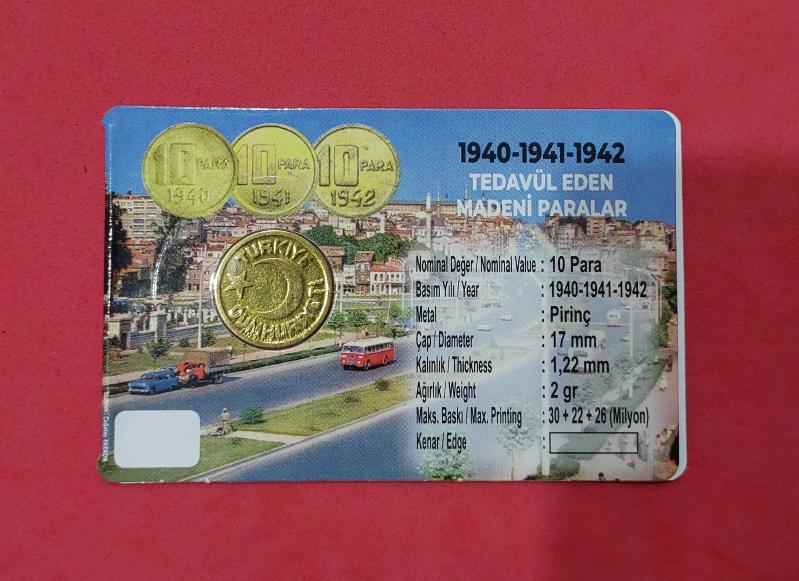 10 PARA 1940
10 PARA 1941
10 PARA 1942
1940-1941-1942
TEDAVÜL EDEN
MADENİ PARALAR
TÜRKİYE CUMHURİYETİ
Nominal Değer / Nominal Value : 10 Para
Basım Yılı / Year : 1940-1941-1942
Metal : Pirinç
Çap / Diameter : 17 mm
Kalınlık / Thickness : 1,22 mm
Ağırlık / Weight : 2 gr
Maks. Baskı / Max. Printing : 30 + 22 + 26 (Milyon)
Kenar / Edge :